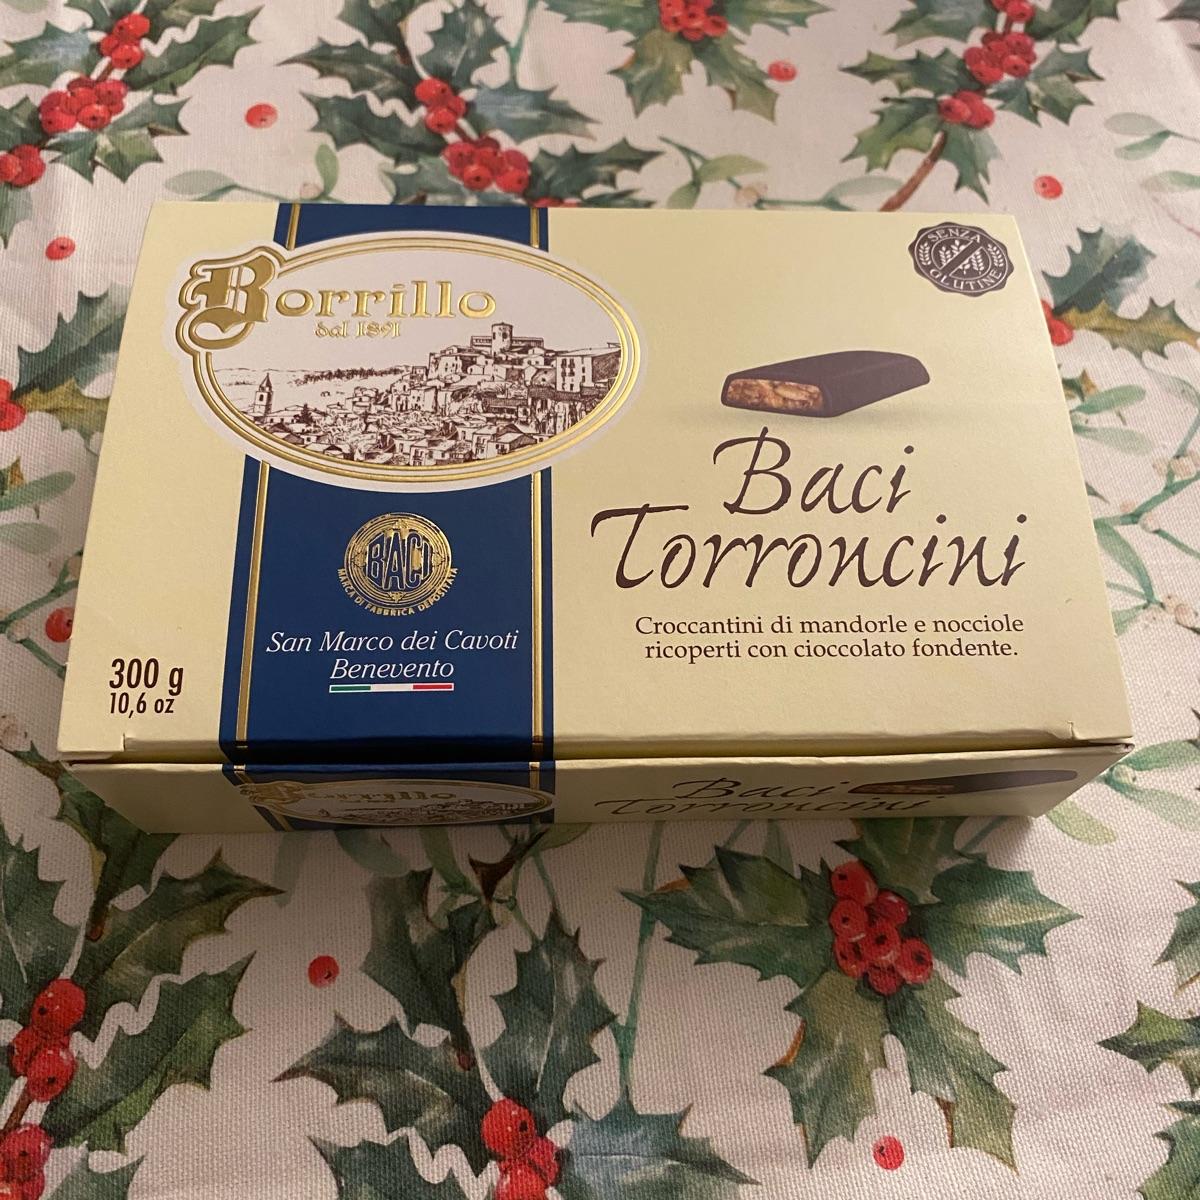 Borrillo
dal 1891
SENZA
GLUTINE
Baci
Torroncini
Croccantini di mandorle e nocciole
ricoperti con cioccolato fondente.
BACI
MARCA DI FABBRICA DEPOSITATA
San Marco dei Cavoti
Benevento
300 g
10,6 oz
Borrillo
Baci
Torroncini